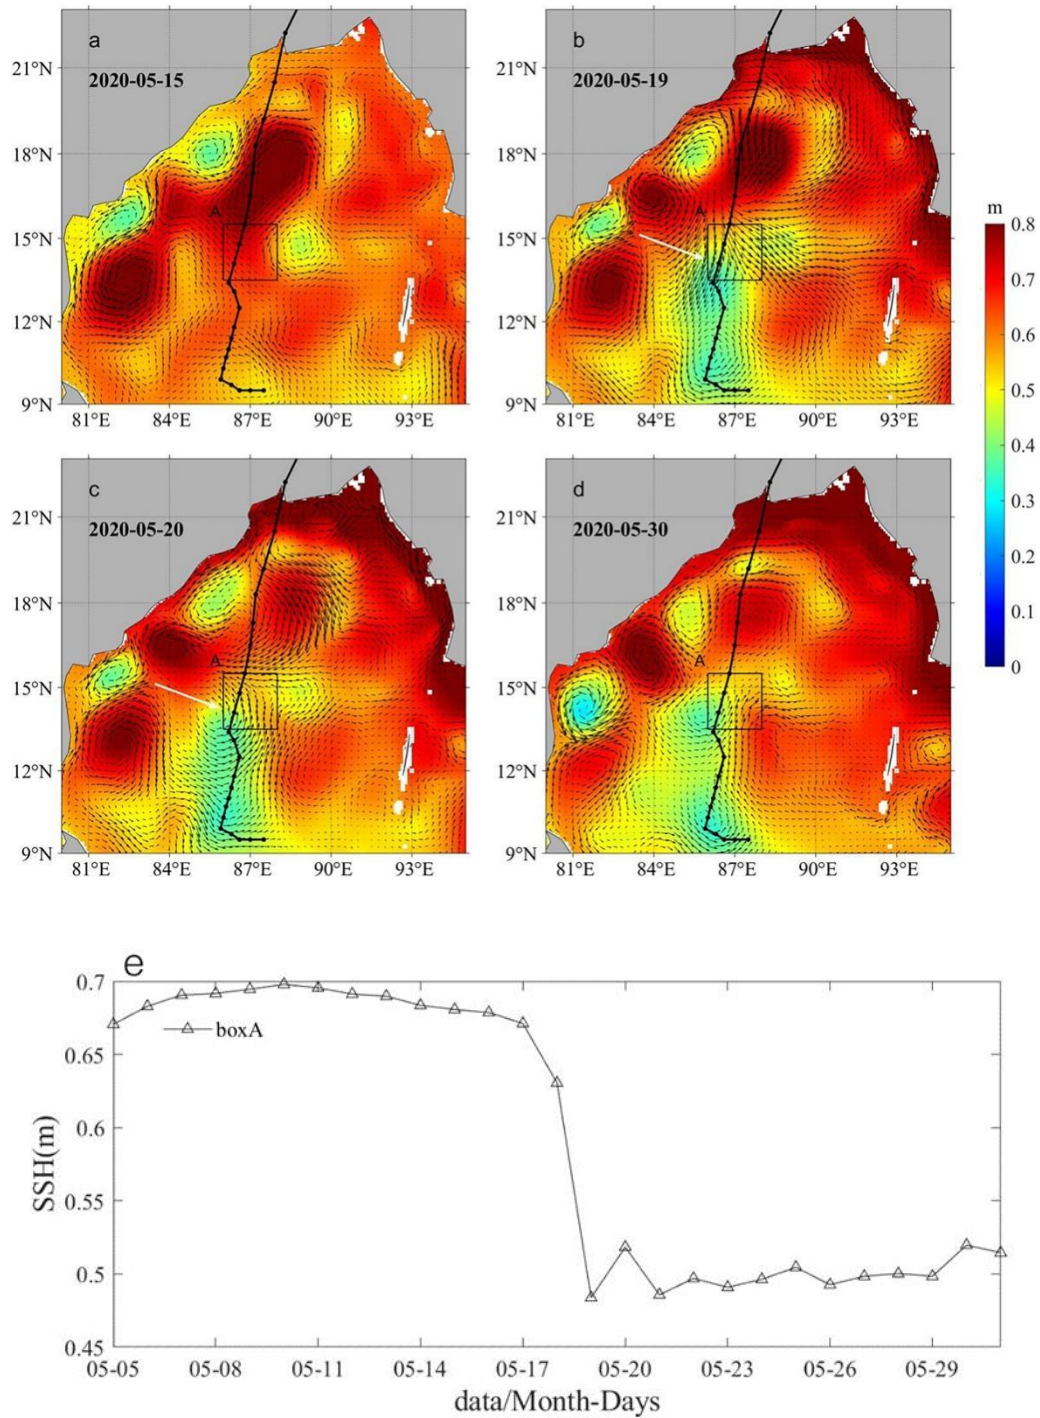 a
2020-05-15
A
21°N
18°N
15°N
12°N
9°N
81°E 84°E 87°E 90°E 93°E
b
2020-05-19
A
21°N
18°N
15°N
12°N
9°N
81°E 84°E 87°E 90°E 93°E
c
2020-05-20
A
21°N
18°N
15°N
12°N
9°N
81°E 84°E 87°E 90°E 93°E
d
2020-05-30
A
21°N
18°N
15°N
12°N
9°N
81°E 84°E 87°E 90°E 93°E
m
0.8
0.7
0.6
0.5
0.4
0.3
0.2
0.1
0
e
boxA
SSH(m)
0.7
0.65
0.6
0.55
0.5
0.45
05-05 05-08 05-11 05-14 05-17 05-20 05-23 05-26 05-29
data/Month-Days